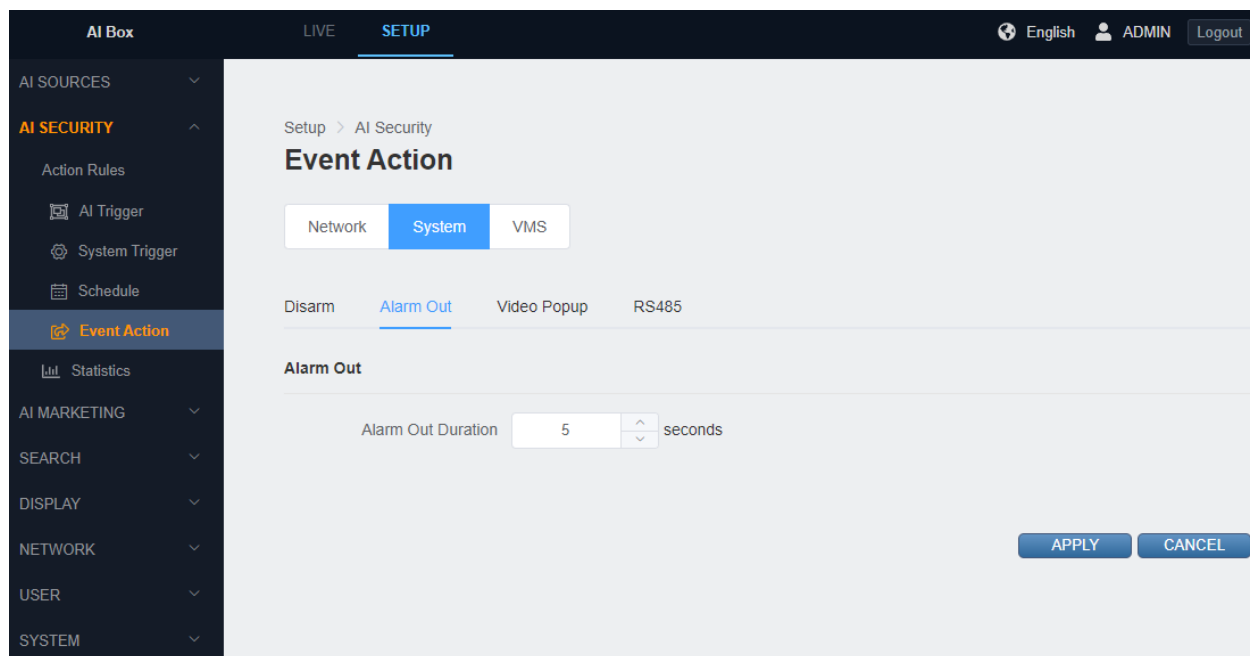 AI Box
LIVE
SETUP
English
ADMIN
Logout
AI SOURCES
AI SECURITY
Action Rules
AI Trigger
System Trigger
Schedule
Event Action
Statistics
AI MARKETING
SEARCH
DISPLAY
NETWORK
USER
SYSTEM
Setup > AI Security
Event Action
Network
System
VMS
Disarm
Alarm Out
Video Popup
RS485
Alarm Out
Alarm Out Duration 5 seconds
APPLY
CANCEL